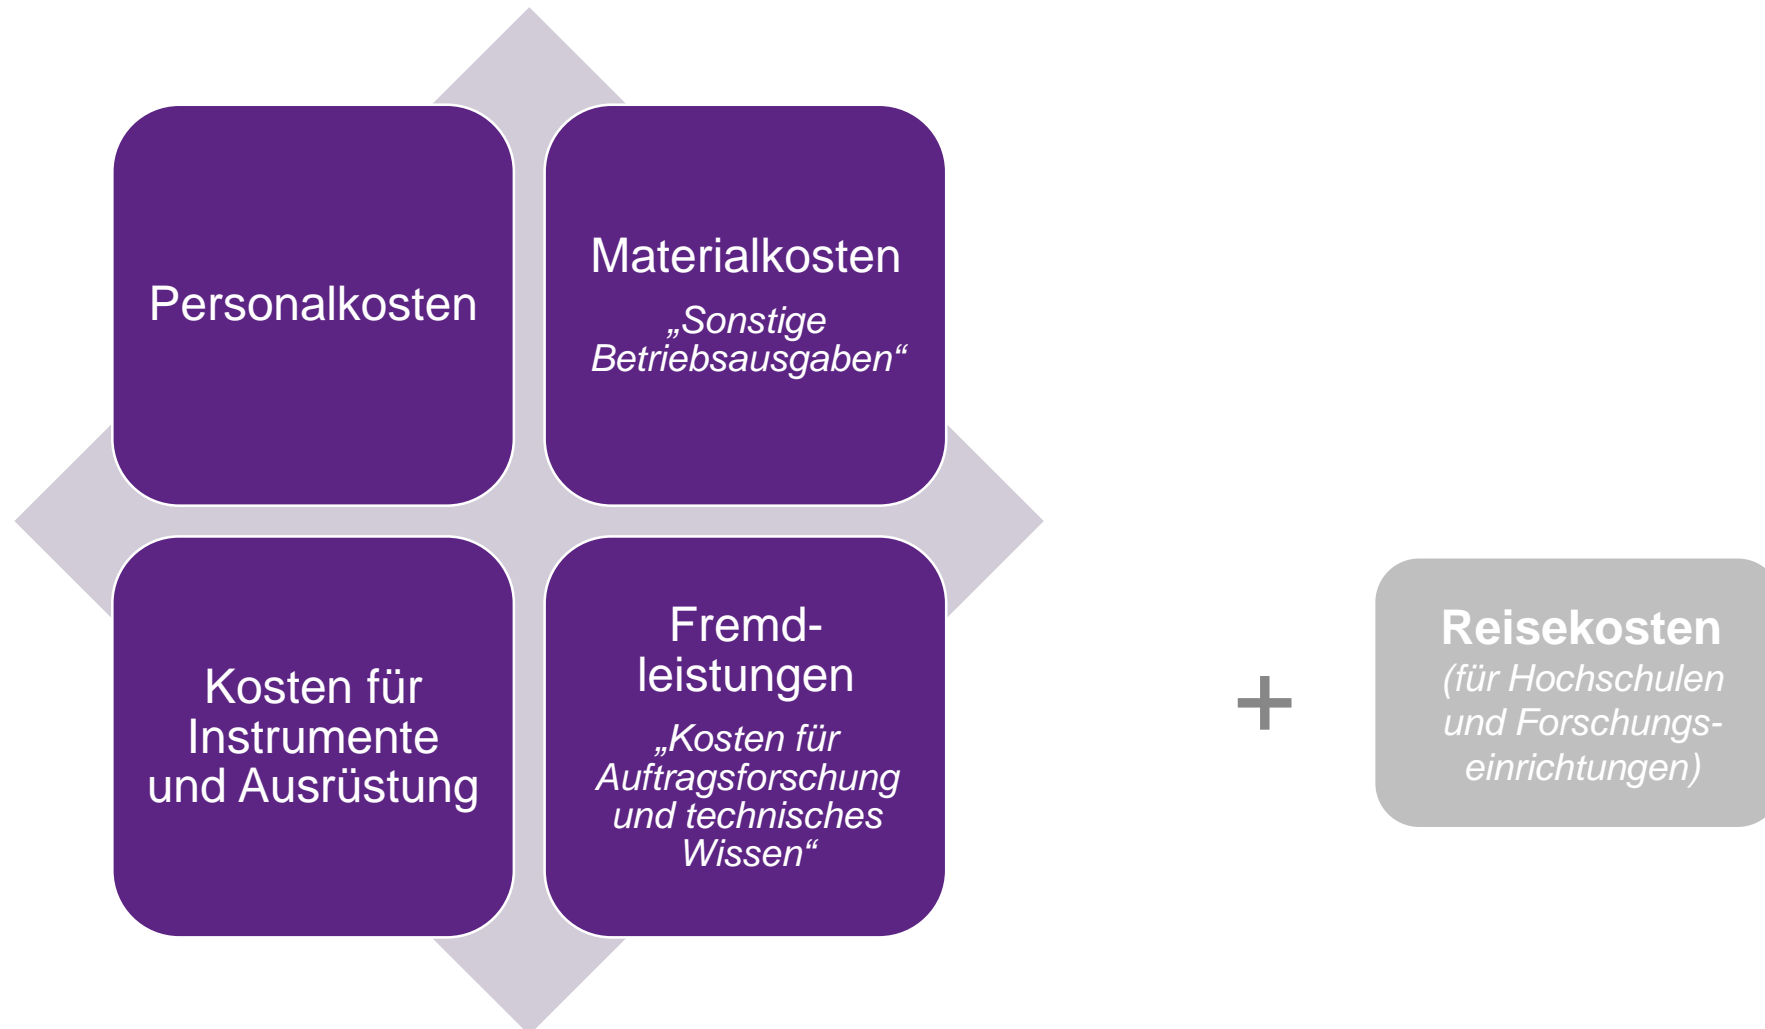 Personalkosten
Materialkosten
„Sonstige
Betriebsausgaben“
Kosten für
Instrumente
und Ausrüstung
Fremd-
leistungen
„Kosten für
Auftragsforschung
und technisches
Wissen“
+
Reisekosten
(für Hochschulen
und Forschungs-
einrichtungen)